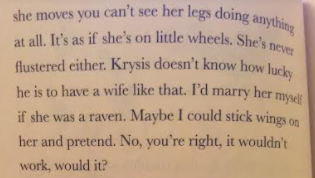 she moves you can't see her legs doing anything
at all. It's as if she's on little wheels. She's never
flustered either. Krysis doesn't know how lucky
he is to have a wife like that. I'd marry her myself
if she was a raven. Maybe I could stick wings on
her and pretend. No, you're right, it wouldn't
work, would it?